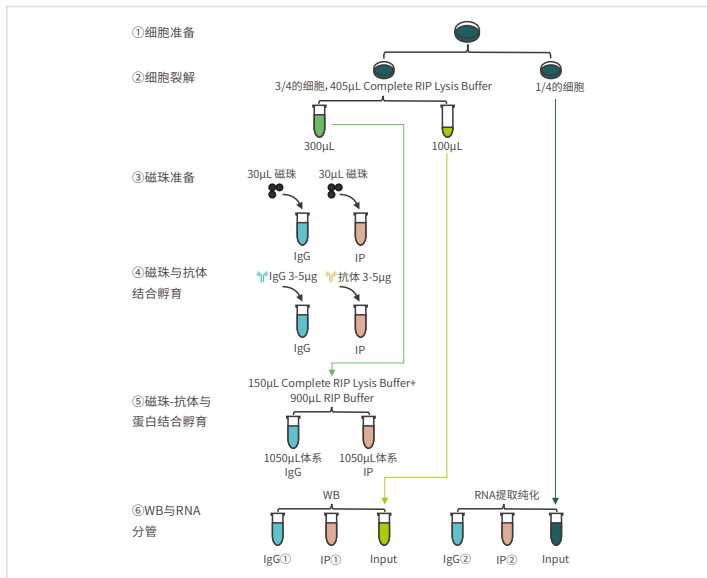 ①细胞准备
②细胞裂解
3/4的细胞，405μL Complete RIP Lysis Buffer
1/4的细胞
300μL
100μL
③磁珠准备
30μL 磁珠
30μL 磁珠
IgG
IP
④磁珠与抗体
结合孵育
IgG 3-5μg
抗体 3-5μg
IgG
IP
150μL Complete RIP Lysis Buffer+
900μL RIP Buffer
⑤磁珠-抗体与
蛋白结合孵育
1050μL体系
IgG
1050μL体系
IP
⑥WB与RNA
分管
WB
RNA提取纯化
IgG①
IP①
Input
IgG②
IP②
Input